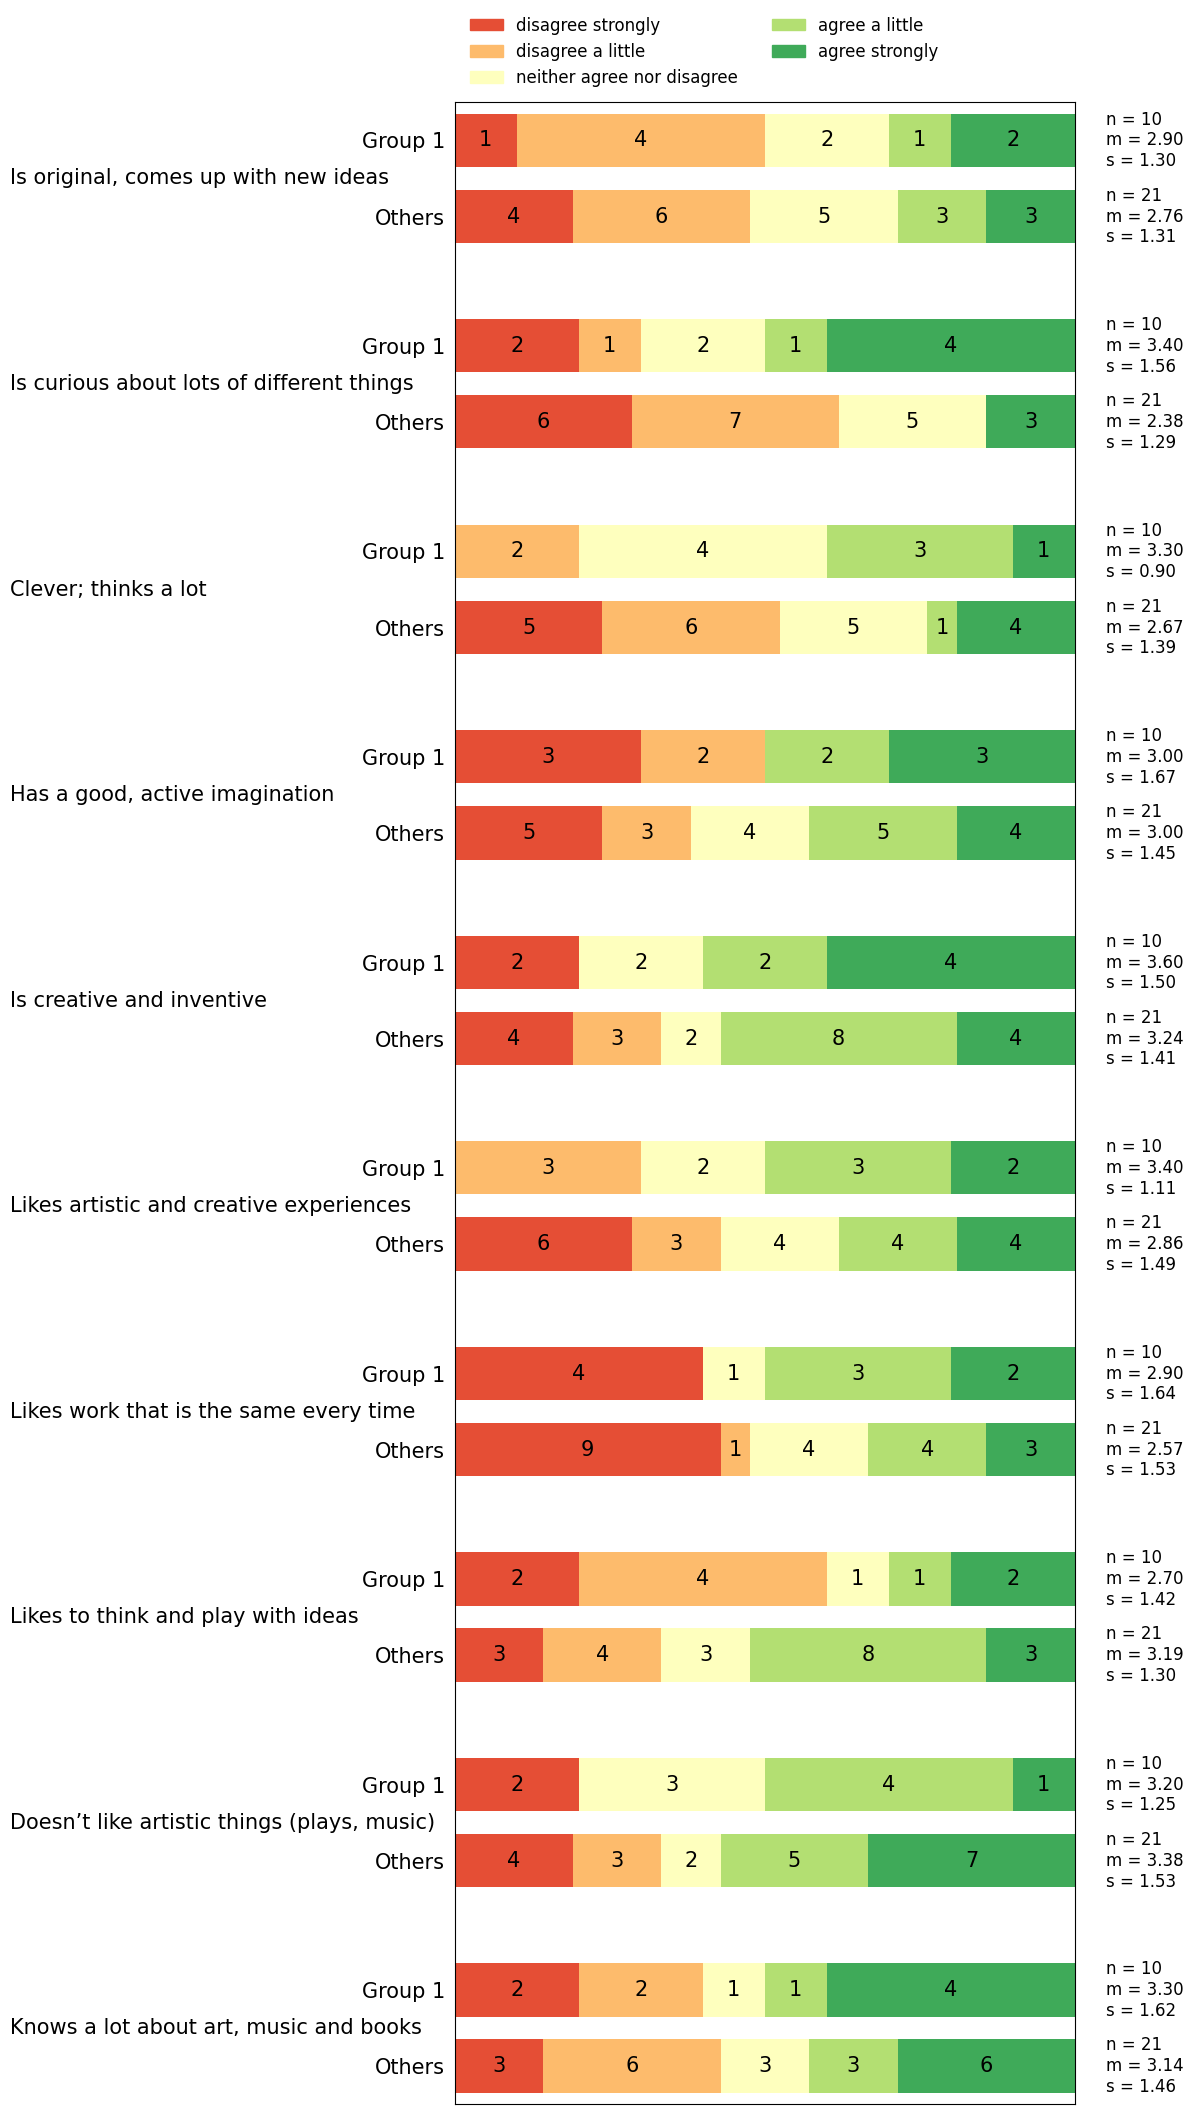 disagree strongly
disagree a little
neither agree nor disagree
agree a little
agree strongly
Is original, comes up with new ideas
Group 1
1 4 2 1 2
n = 10
m = 2.90
s = 1.30
Others
4 6 5 3 3
n = 21
m = 2.76
s = 1.31
Is curious about lots of different things
Group 1
2 1 2 1 4
n = 10
m = 3.40
s = 1.56
Others
6 7 5 3
n = 21
m = 2.38
s = 1.29
Clever; thinks a lot
Group 1
2 4 3 1
n = 10
m = 3.30
s = 0.90
Others
5 6 5 1 4
n = 21
m = 2.67
s = 1.39
Has a good, active imagination
Group 1
3 2 2 3
n = 10
m = 3.00
s = 1.67
Others
5 3 4 5 4
n = 21
m = 3.00
s = 1.45
Is creative and inventive
Group 1
2 2 2 4
n = 10
m = 3.60
s = 1.50
Others
4 3 2 8 4
n = 21
m = 3.24
s = 1.41
Likes artistic and creative experiences
Group 1
3 2 3 2
n = 10
m = 3.40
s = 1.11
Others
6 3 4 4 4
n = 21
m = 2.86
s = 1.49
Likes work that is the same every time
Group 1
4 1 3 2
n = 10
m = 2.90
s = 1.64
Others
9 1 4 4 3
n = 21
m = 2.57
s = 1.53
Likes to think and play with ideas
Group 1
2 4 1 1 2
n = 10
m = 2.70
s = 1.42
Others
3 4 3 8 3
n = 21
m = 3.19
s = 1.30
Doesn’t like artistic things (plays, music)
Group 1
2 3 4 1
n = 10
m = 3.20
s = 1.25
Others
4 3 2 5 7
n = 21
m = 3.38
s = 1.53
Knows a lot about art, music and books
Group 1
2 2 1 1 4
n = 10
m = 3.30
s = 1.62
Others
3 6 3 3 6
n = 21
m = 3.14
s = 1.46